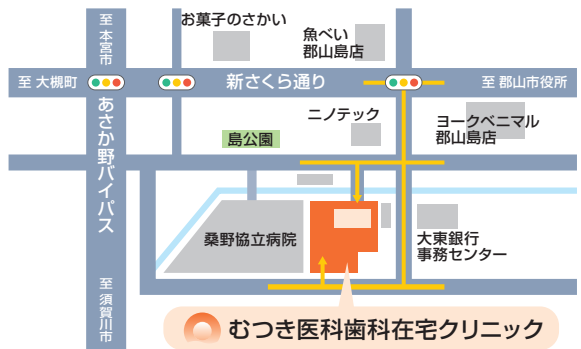 お菓子のさかい
魚べい
郡山島店
至 本宮市
至 大槻町
新さくら通り
至 郡山市役所
あさか野バイパス
ニノテック
ヨークベニマル
郡山島店
島公園
桑野協立病院
大東銀行
事務センター
至 須賀川市
むつき医科歯科在宅クリニック